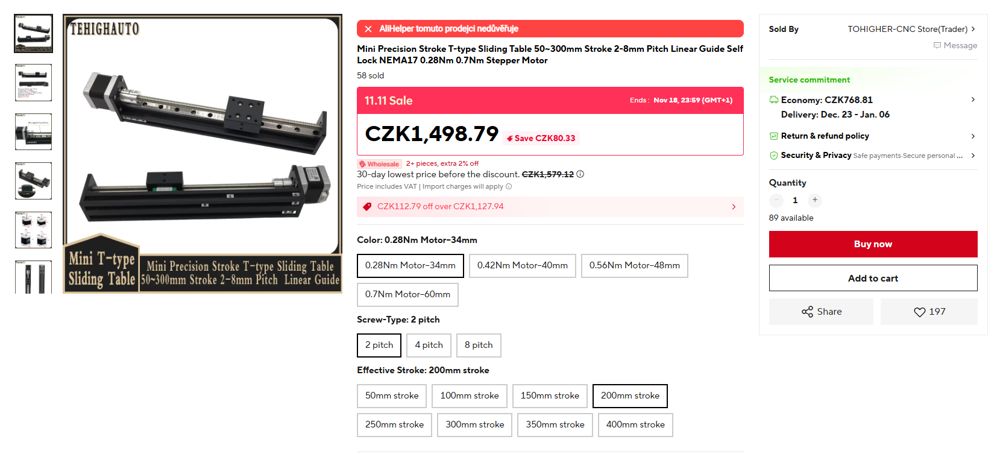 TEHIGHAUTO
Mini T-type
Sliding Table
Mini Precision Stroke T-type Sliding Table
50~300mm Stroke 2-8mm Pitch Linear Guide
AliHelper tomuto prodejci nedůvěřuje
Mini Precision Stroke T-type Sliding Table 50~300mm Stroke 2-8mm Pitch Linear Guide Self
Lock NEMA17 0.28Nm 0.7Nm Stepper Motor
58 sold
11.11 Sale
Ends : Nov 18, 23:59 (GMT+1)
CZK1,498.79
Save CZK80.33
Wholesale 2+ pieces, extra 2% off
30-day lowest price before the discount. CZK1,579.12
Price includes VAT | Import charges will apply
CZK112.79 off over CZK1,127.94
Color: 0.28Nm Motor-34mm
0.28Nm Motor-34mm 0.42Nm Motor-40mm 0.56Nm Motor-48mm
0.7Nm Motor-60mm
Screw-Type: 2 pitch
2 pitch 4 pitch 8 pitch
Effective Stroke: 200mm stroke
50mm stroke 100mm stroke 150mm stroke 200mm stroke
250mm stroke 300mm stroke 350mm stroke 400mm stroke
Sold By TOHIGHER-CNC Store(Trader)
Message
Service commitment
Economy: CZK768.81
Delivery: Dec. 23 - Jan. 06
Return & refund policy
Security & Privacy Safe payments·Secure personal ...
Quantity
- 1 +
89 available
Buy now
Add to cart
Share 197